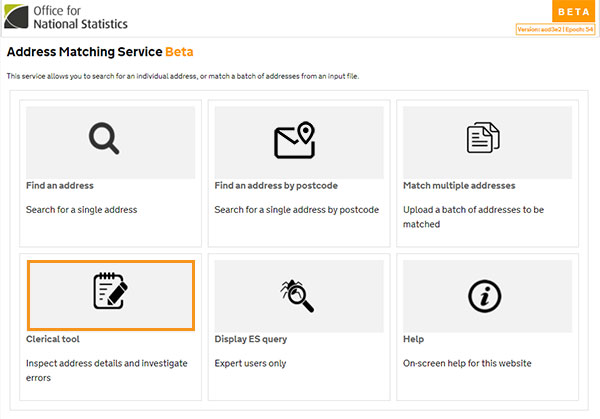 Office for
National Statistics
BETA
Version: aod3e2 | Epoch: 54
Address Matching Service Beta
This service allows you to search for an individual address, or match a batch of addresses from an input file.
Find an address
Search for a single address
Find an address by postcode
Search for a single address by postcode
Match multiple addresses
Upload a batch of addresses to be
matched
Clerical tool
Inspect address details and investigate
errors
Display ES query
Expert users only
Help
On-screen help for this website